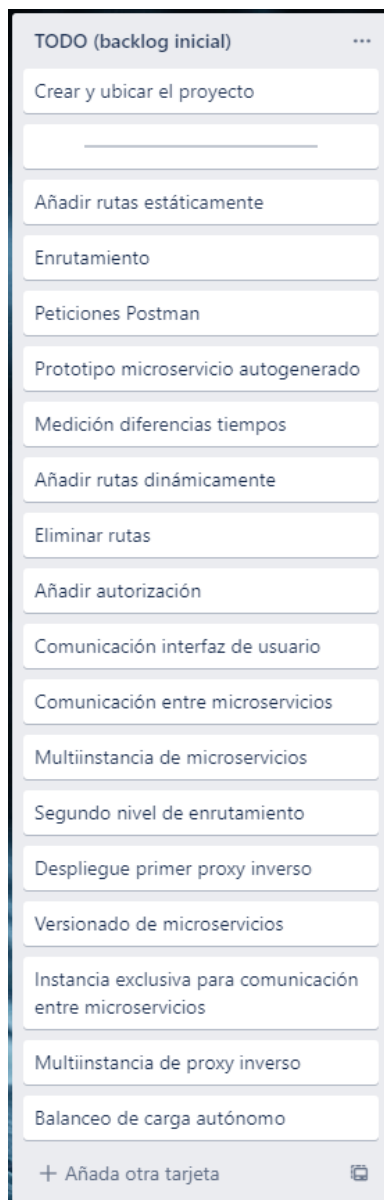 TODO (backlog inicial)
Crear y ubicar el proyecto
Añadir rutas estáticamente
Enrutamiento
Peticiones Postman
Prototipo microservicio autogenerado
Medición diferencias tiempos
Añadir rutas dinámicamente
Eliminar rutas
Añadir autorización
Comunicación interfaz de usuario
Comunicación entre microservicios
Multiinstancia de microservicios
Segundo nivel de enrutamiento
Despliegue primer proxy inverso
Versionado de microservicios
Instancia exclusiva para comunicación
entre microservicios
Multiinstancia de proxy inverso
Balanceo de carga autónomo
+ Añada otra tarjeta